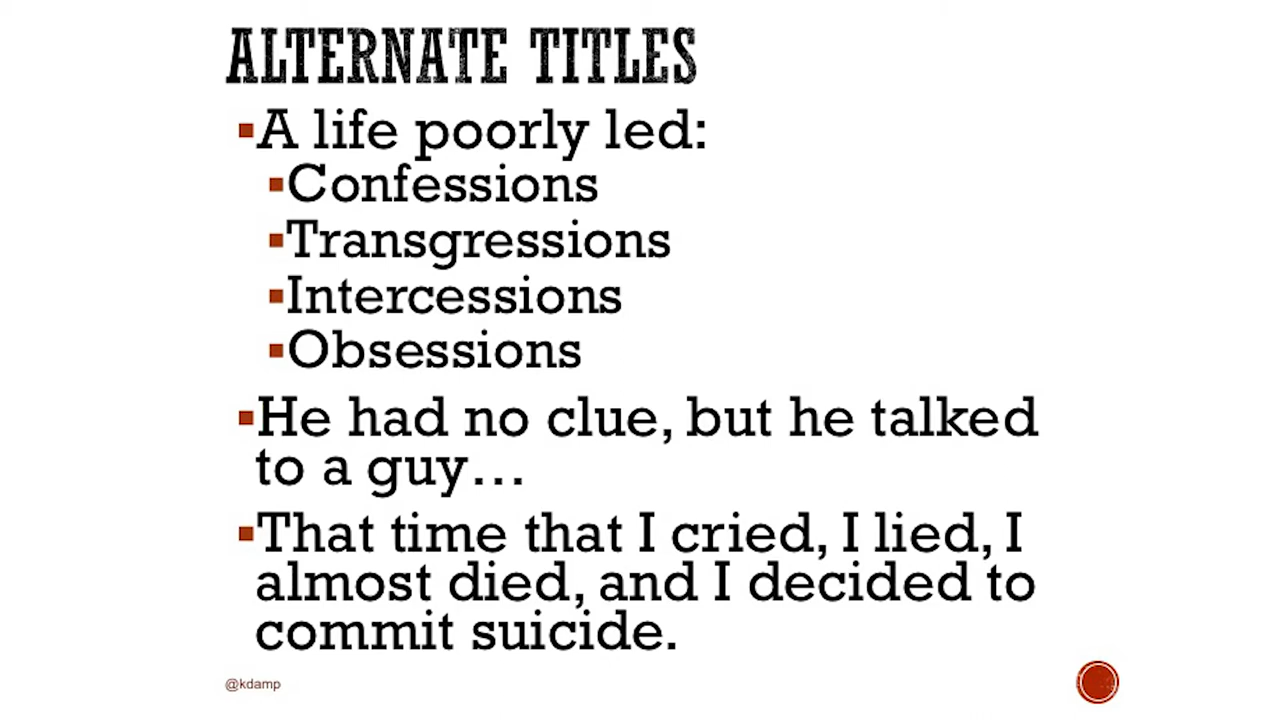 ALTERNATE TITLES
▪A life poorly led:
▪Confessions
▪Transgressions
▪Intercessions
▪Obsessions
▪He had no clue, but he talked
to a guy…
▪That time that I cried, I lied, I
almost died, and I decided to
commit suicide.
@kdamp